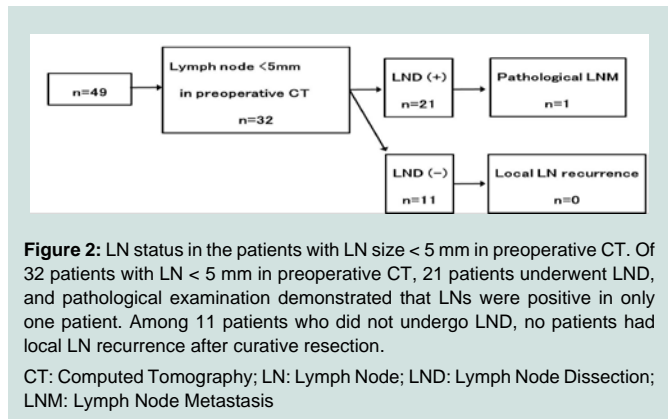 n=49
Lymph node <5mm
in preoperative CT
n=32
LND (+)
n=21
Pathological LNM
n=1
LND (−)
n=11
Local LN recurrence
n=0
Figure 2: LN status in the patients with LN size < 5 mm in preoperative CT. Of
32 patients with LN < 5 mm in preoperative CT, 21 patients underwent LND,
and pathological examination demonstrated that LNs were positive in only
one patient. Among 11 patients who did not undergo LND, no patients had
local LN recurrence after curative resection.
CT: Computed Tomography; LN: Lymph Node; LND: Lymph Node Dissection;
LNM: Lymph Node Metastasis